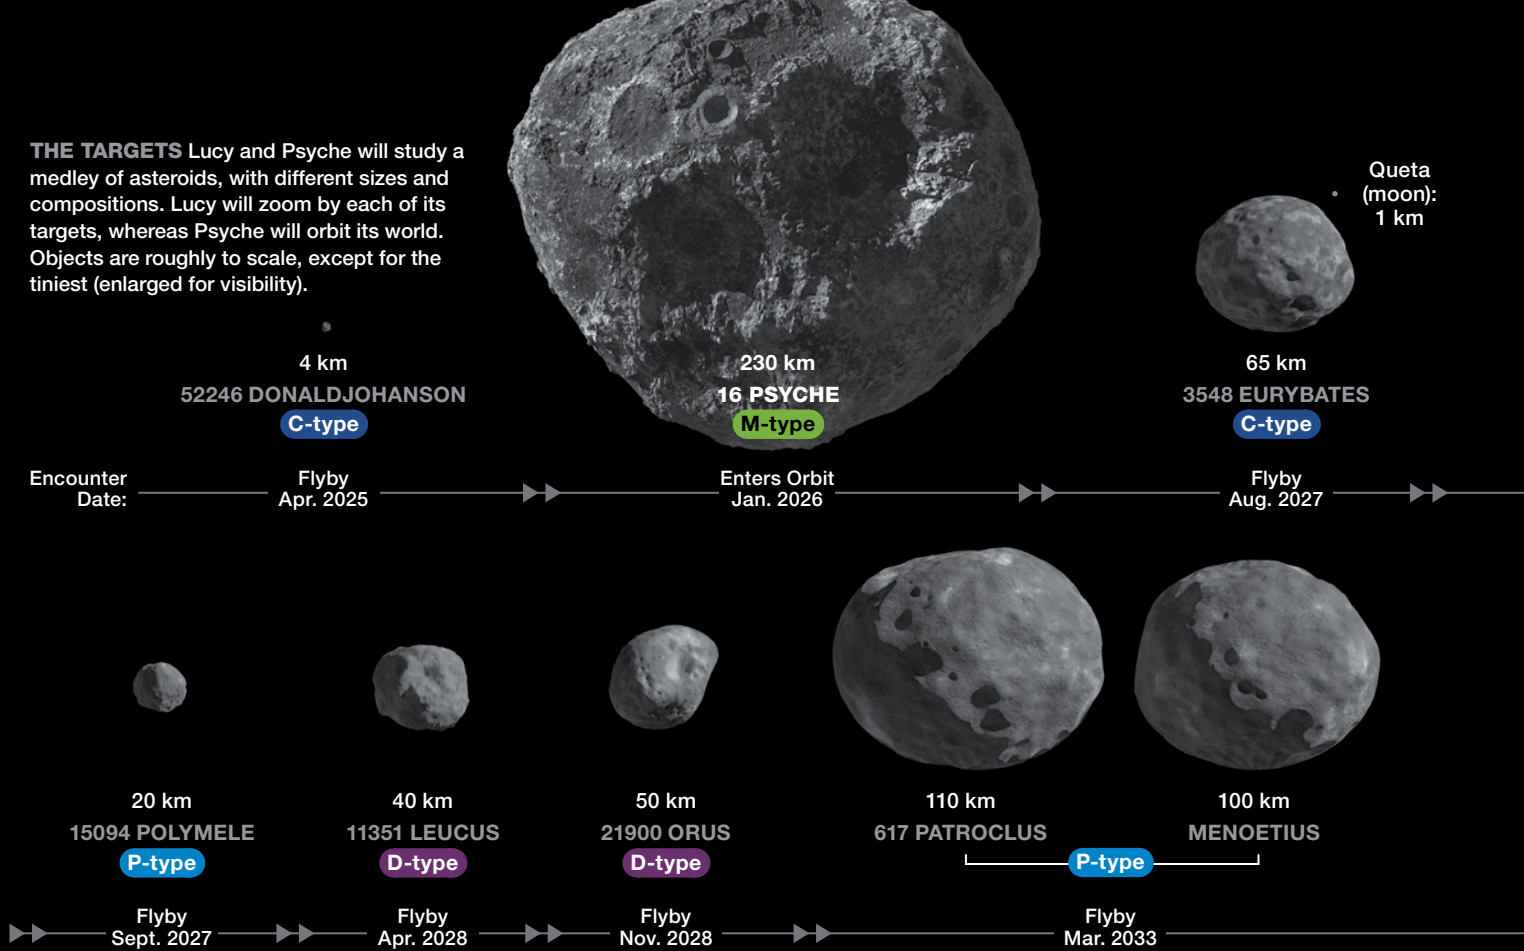 THE TARGETS Lucy and Psyche will study a
medley of asteroids, with different sizes and
compositions. Lucy will zoom by each of its
targets, whereas Psyche will orbit its world.
Objects are roughly to scale, except for the
tiniest (enlarged for visibility).
4 km
52246 DONALDJOHANSON
C-type
230 km
16 PSYCHE
M-type
Queta
(moon):
1 km
65 km
3548 EURYBATES
C-type
Encounter
Date:
Flyby
Apr. 2025
Enters Orbit
Jan. 2026
Flyby
Aug. 2027
20 km
15094 POLYMELE
P-type
40 km
11351 LEUCUS
D-type
50 km
21900 ORUS
D-type
110 km
617 PATROCLUS
100 km
MENOETIUS
P-type
Flyby
Sept. 2027
Flyby
Apr. 2028
Flyby
Nov. 2028
Flyby
Mar. 2033